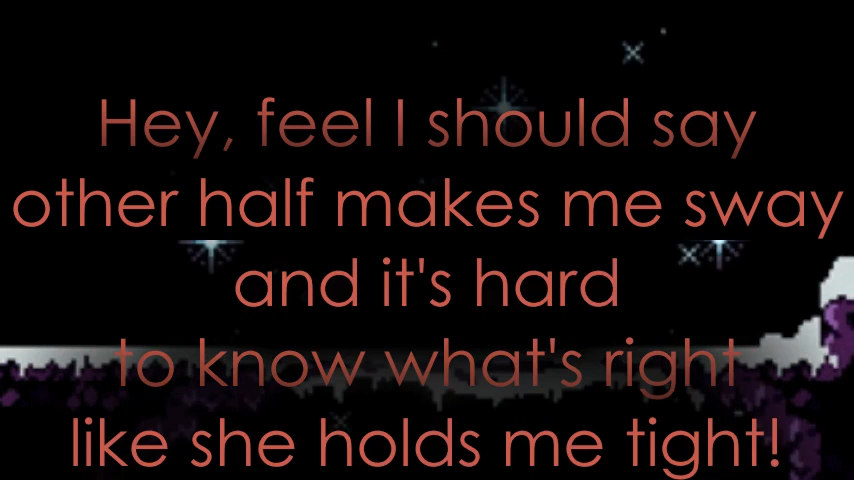 Hey, feel I should say
other half makes me sway
and it's hard
to know what's right
like she holds me tight!